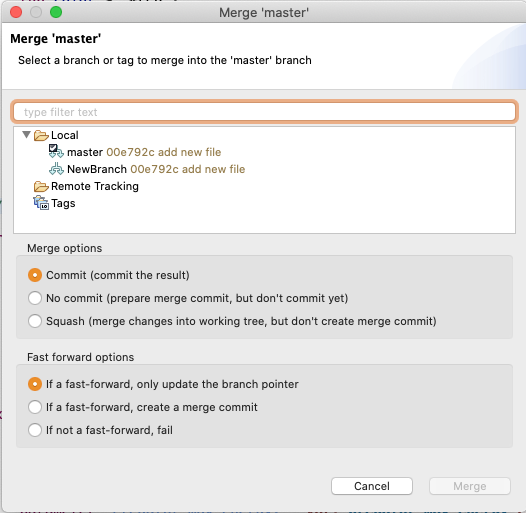 Merge 'master'
Merge 'master'
Select a branch or tag to merge into the 'master' branch
type filter text
Local
master 00e792c add new file
NewBranch 00e792c add new file
Remote Tracking
Tags
Merge options
Commit (commit the result)
No commit (prepare merge commit, but don't commit yet)
Squash (merge changes into working tree, but don't create merge commit)
Fast forward options
If a fast-forward, only update the branch pointer
If a fast-forward, create a merge commit
If not a fast-forward, fail
Cancel
Merge